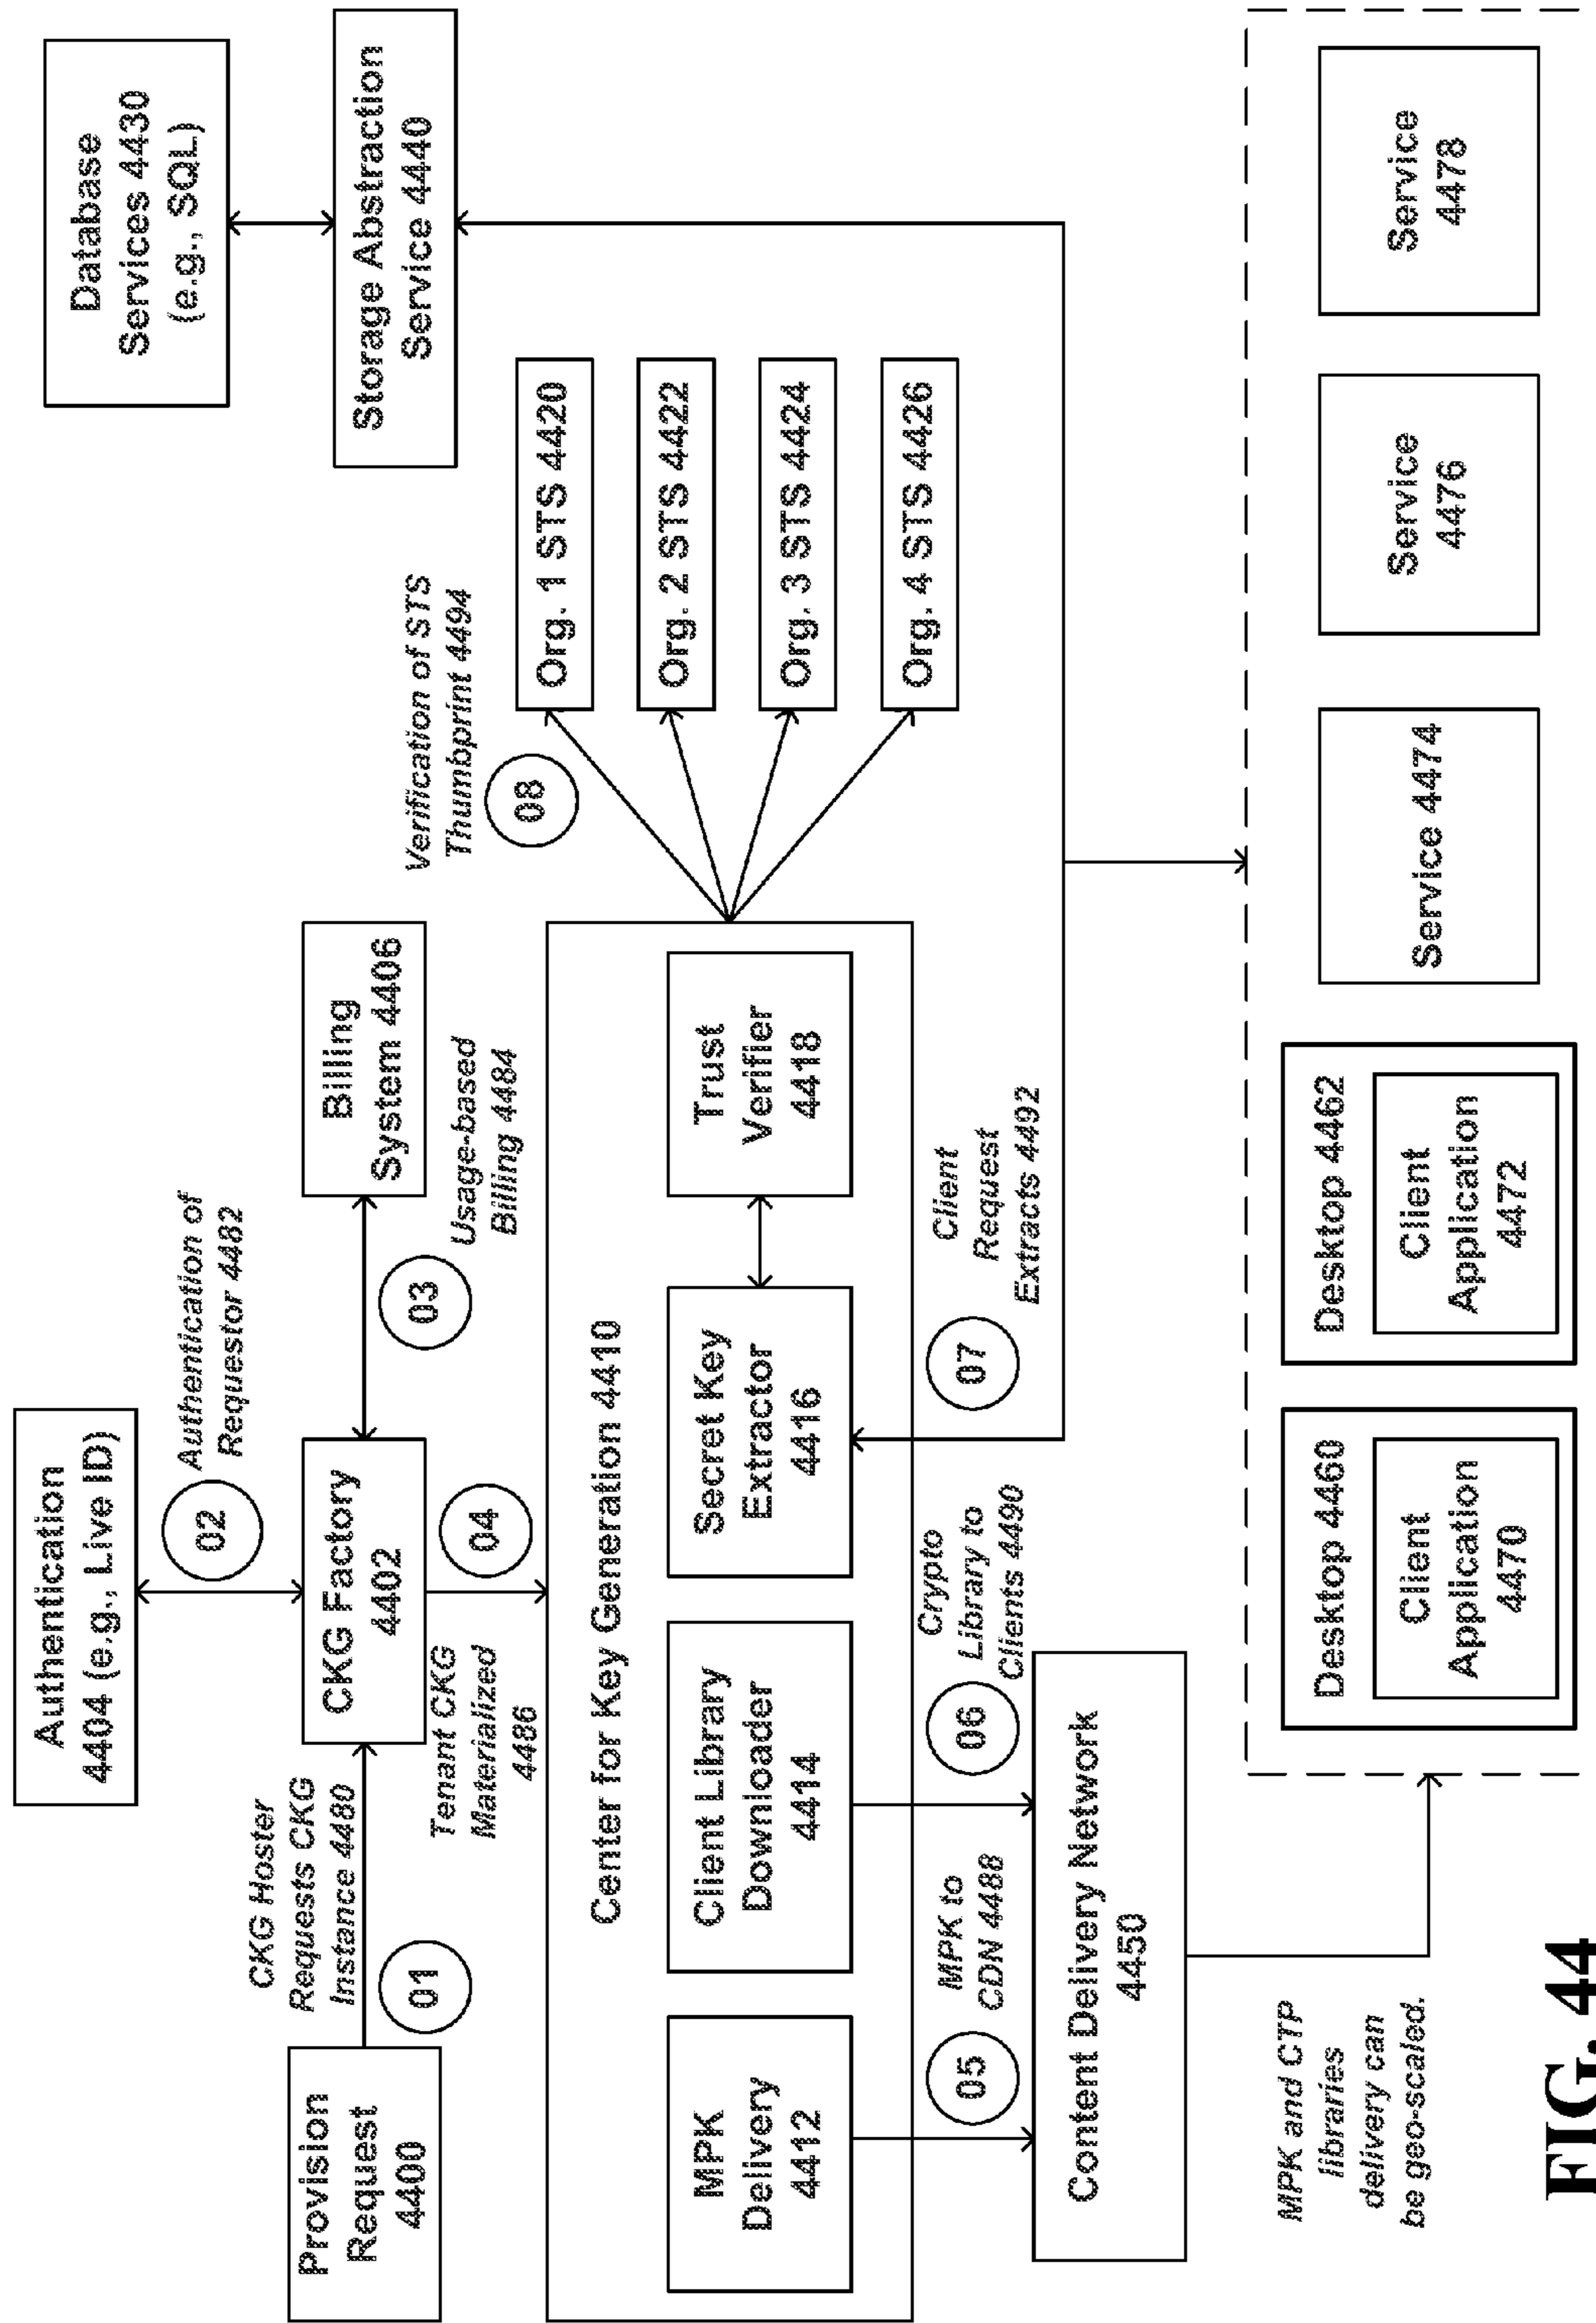 Authentication
4404 (e.g., Live ID)
02
Authentication of
Requestor 4482
CKG Hoster
Requests CKG
Instance 4480
01
Provision
Request
4400
CKG Factory
4402
03
Billing
System 4406
Usage-based
Billing 4484
04
Tenant CKG
Materialized
4486
Database
Services 4430
(e.g., SQL)
Storage Abstraction
Service 4440
Verification of STS
Thumbprint 4494
08
Org. 1 STS 4420
Org. 2 STS 4422
Org. 3 STS 4424
Org. 4 STS 4426
Center for Key Generation 4410
MPK
Delivery
4412
Client Library
Downloader
4414
Secret Key
Extractor
4416
Trust
Verifier
4418
05
MPK to
CDN 4488
06
Crypto
Library to
Clients 4490
07
Client
Request
Extracts 4492
Content Delivery Network
4450
MPK and CTP
libraries
delivery can
be geo-scaled.
Desktop 4460
Client
Application
4470
Desktop 4462
Client
Application
4472
Service 4474
Service
4476
Service
4478
FIG. 44